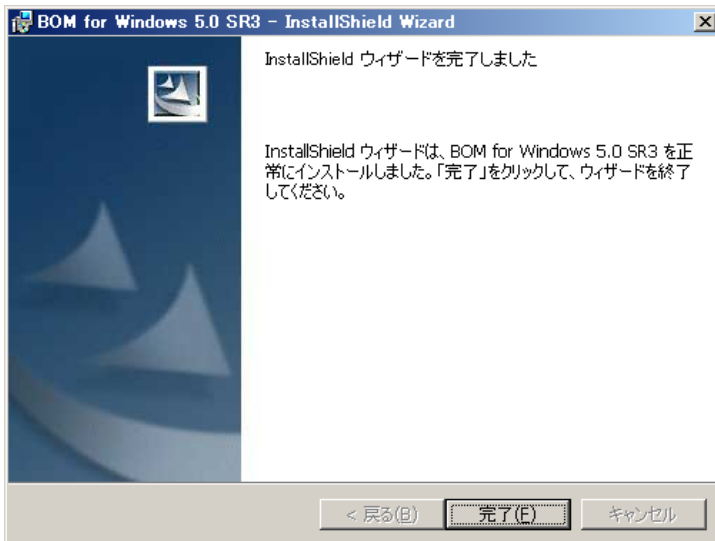 BOM for Windows 5.0 SR3 - InstallShield Wizard
InstallShield ウィザードを完了しました
InstallShield ウィザードは、BOM for Windows 5.0 SR3 を正
常にインストールしました。「完了」をクリックして、ウィザードを終了
してください。
< 戻る(B)
完了(F)
キャンセル